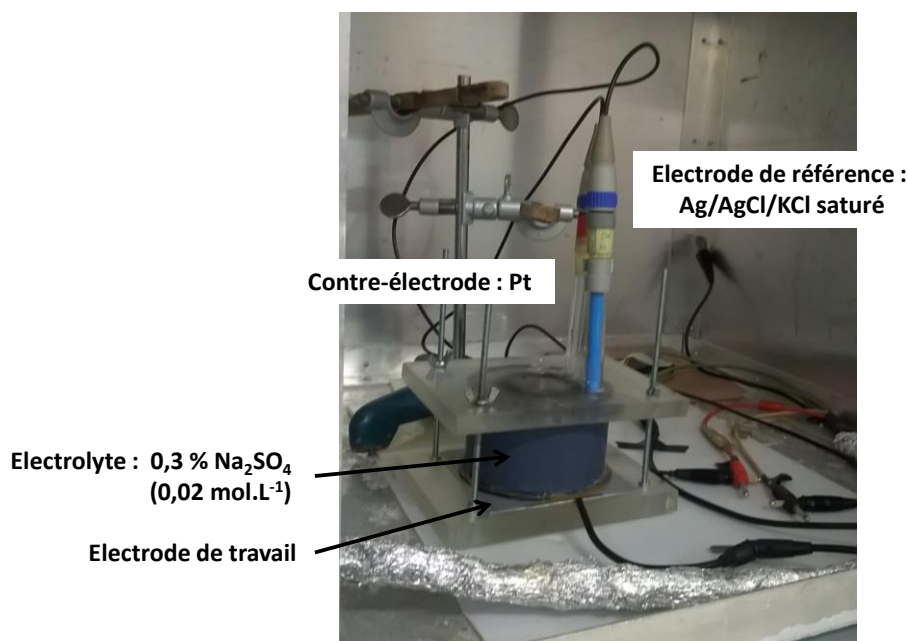 Electrode de référence :
Ag/AgCl/KCl saturé
Contre-électrode : Pt
Electrolyte : 0,3 % Na₂SO₄
(0,02 mol.L⁻¹)
Electrode de travail